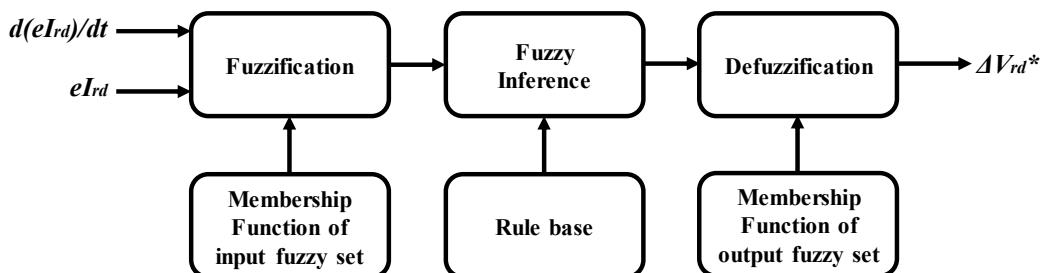 d(eIrd)/dt
eIrd
Fuzzification
Fuzzy
Inference
Defuzzification
ΔVrd*
Membership
Function of
input fuzzy set
Rule base
Membership
Function of
output fuzzy set